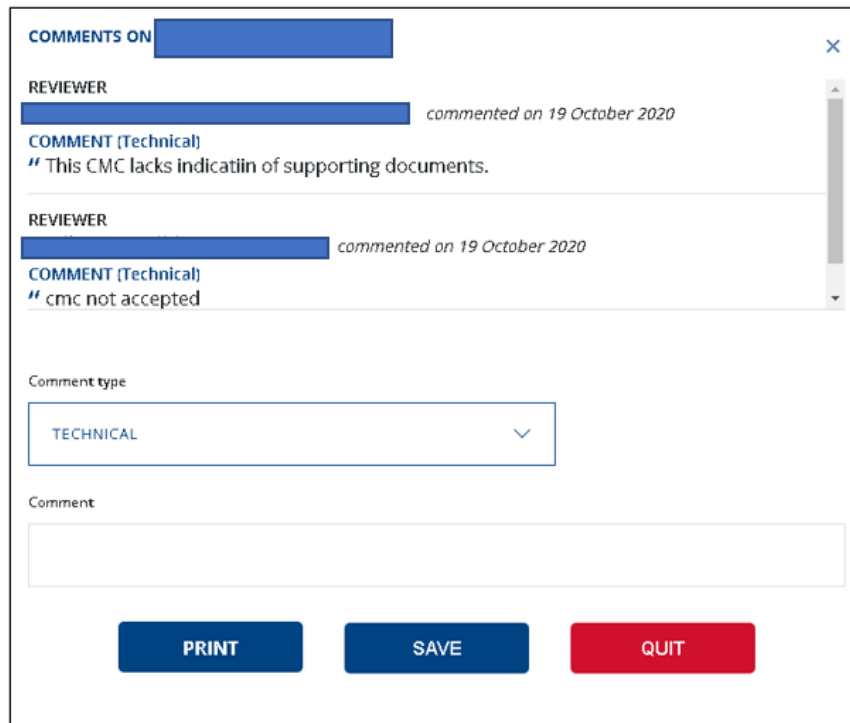 COMMENTS ON
REVIEWER
commented on 19 October 2020
COMMENT (Technical)
" This CMC lacks indicatiin of supporting documents.
REVIEWER
commented on 19 October 2020
COMMENT (Technical)
" cmc not accepted
Comment type
TECHNICAL
Comment
PRINT SAVE QUIT